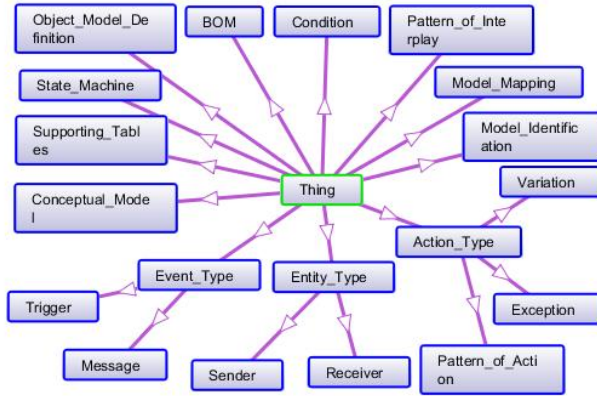 Object_Model_De
finition
BOM
Condition
Pattern_of_Inte
rplay
State_Machine
Model_Mapping
Supporting_Tabl
es
Model_Identific
ation
Conceptual_Mode
l
Thing
Variation
Action_Type
Event_Type
Entity_Type
Trigger
Exception
Message
Sender
Receiver
Pattern_of_Acti
on